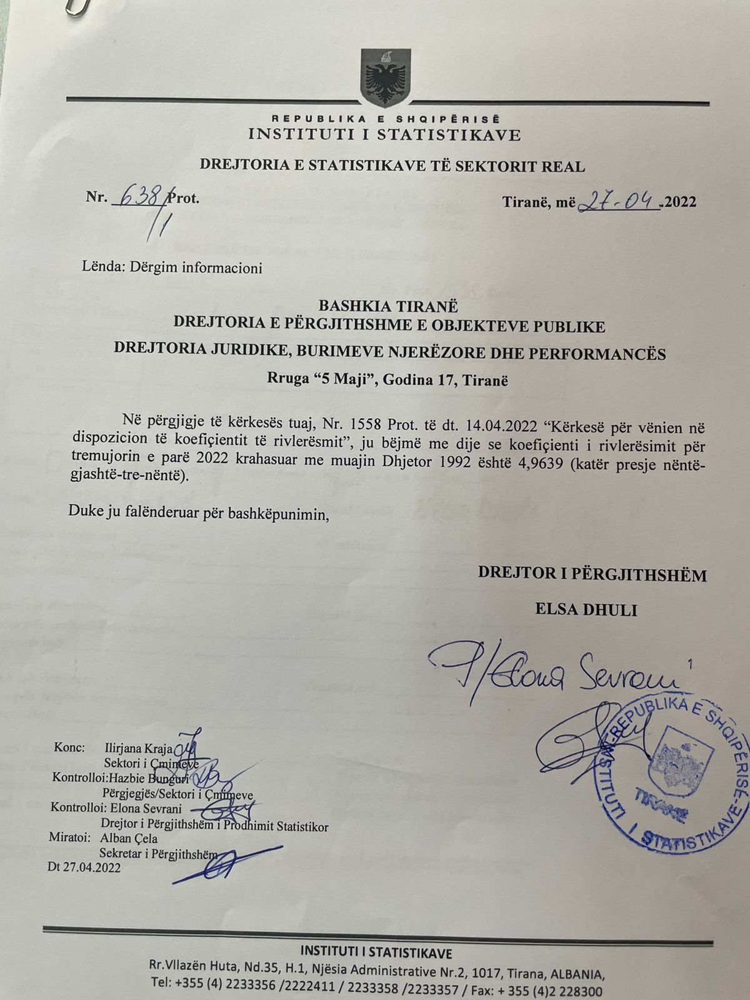 REPUBLIKA E SHQIPËRISË
INSTITUTI I STATISTIKAVE
DREJTORIA E STATISTIKAVE TË SEKTORIT REAL
Nr. 638/1 Prot.
Tiranë, më 27-04.2022
Lënda: Dërgim informacioni
BASHKIA TIRANË
DREJTORIA E PËRGJITHSHME E OBJEKTEVE PUBLIKE
DREJTORIA JURIDIKE, BURIMEVE NJERËZORE DHE PERFORMANCËS
Rruga “5 Maji”, Godina 17, Tiranë
Në përgjigje të kërkesës tuaj, Nr. 1558 Prot. të dt. 14.04.2022 “Kërkesë për vënien në
dispozicion të koefiçientit të rivlerësmit”, ju bëjmë me dije se koefiçienti i rivlerësimit për
tremujorin e parë 2022 krahasuar me muajin Dhjetor 1992 është 4,9639 (katër presje nëntë-
gjashtë-tre-nëntë).
Duke ju falënderuar për bashkëpunimin,
DREJTOR I PËRGJITHSHËM
ELSA DHULI
P/Elona Sevrani
1
REPUBLIKA E SHQIPËRISË-
INSTITUTI I STATISTIKAVE-
TIRANË
Konc: Ilirjana Kraja
Sektori i Çmimeve
Kontrolloi:Hazbie Bunguri
Përgjegjës/Sektori i Çmimeve
Kontrolloi: Elona Sevrani
Drejtor i Përgjithshëm i Prodhimit Statistikor
Miratoi: Alban Çela
Sekretar i Përgjithshëm
Dt 27.04.2022
INSTITUTI I STATISTIKAVE
Rr.Vllazën Huta, Nd.35, H.1, Njësia Administrative Nr.2, 1017, Tirana, ALBANIA,
Tel: +355 (4) 2233356 /2222411 / 2233358 /2233357 / Fax: + 355 (4)2 228300